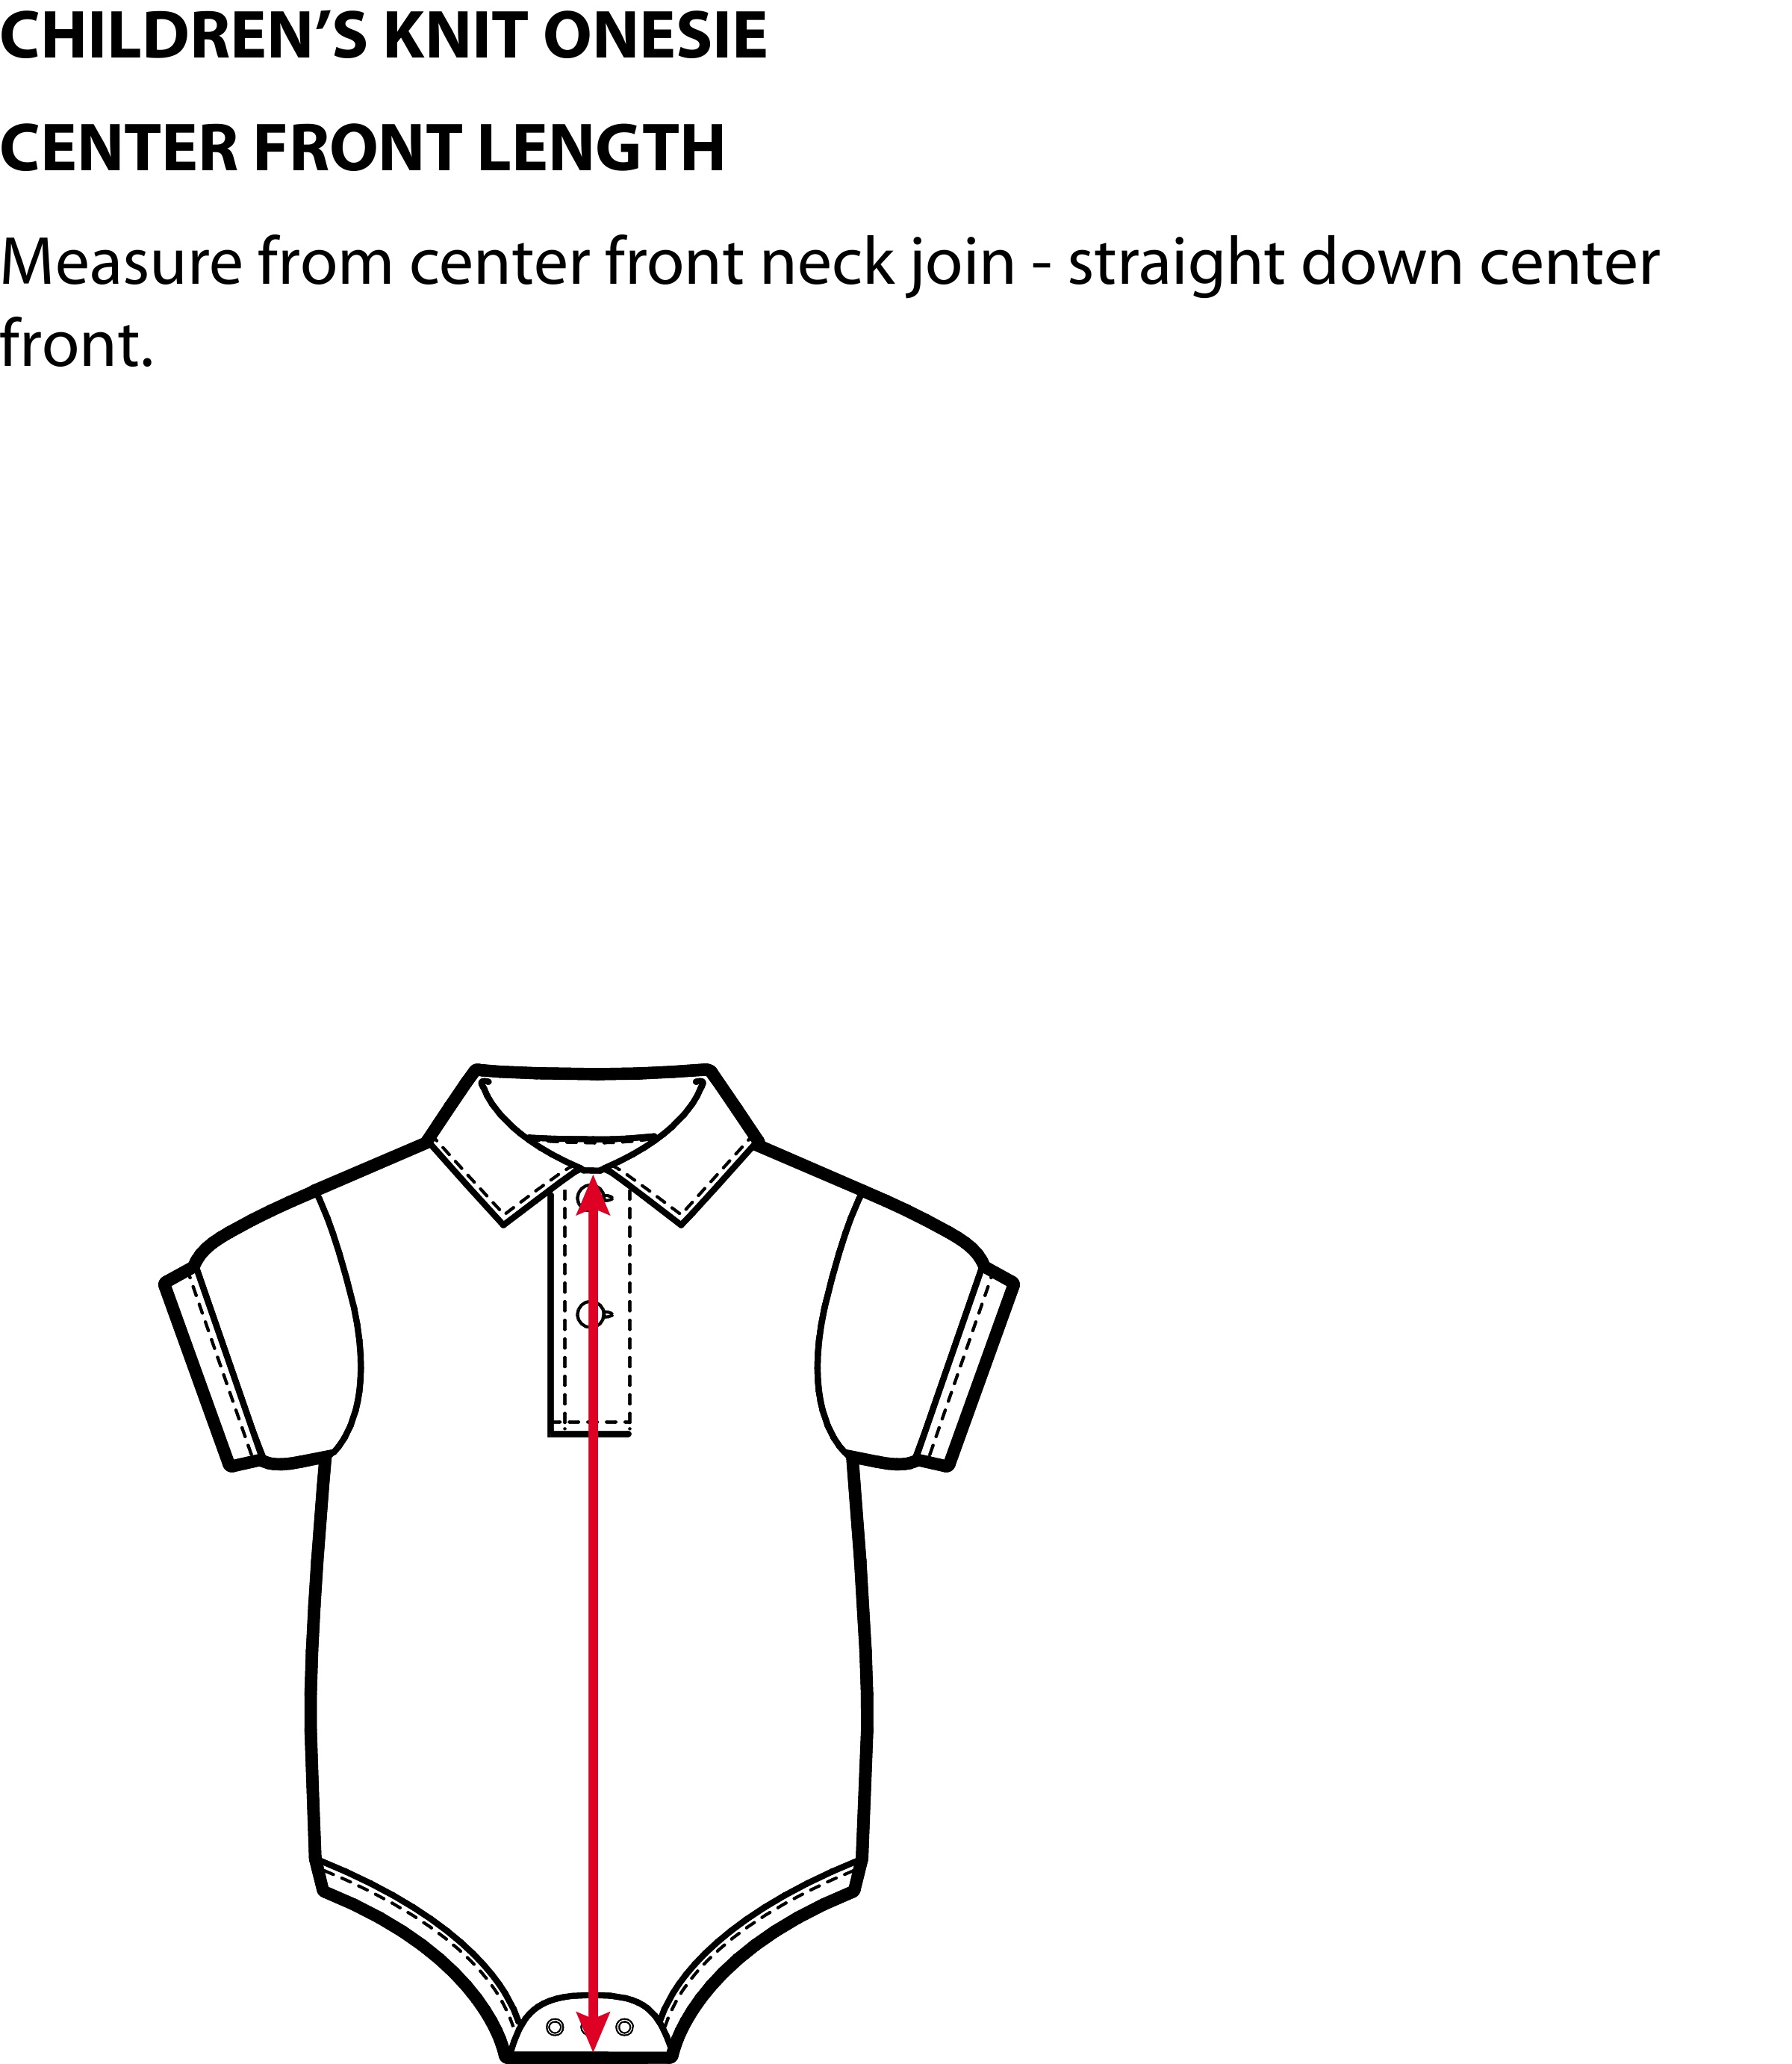 CHILDREN’S KNIT ONESIE
CENTER FRONT LENGTH
Measure from center front neck join - straight down center
front.